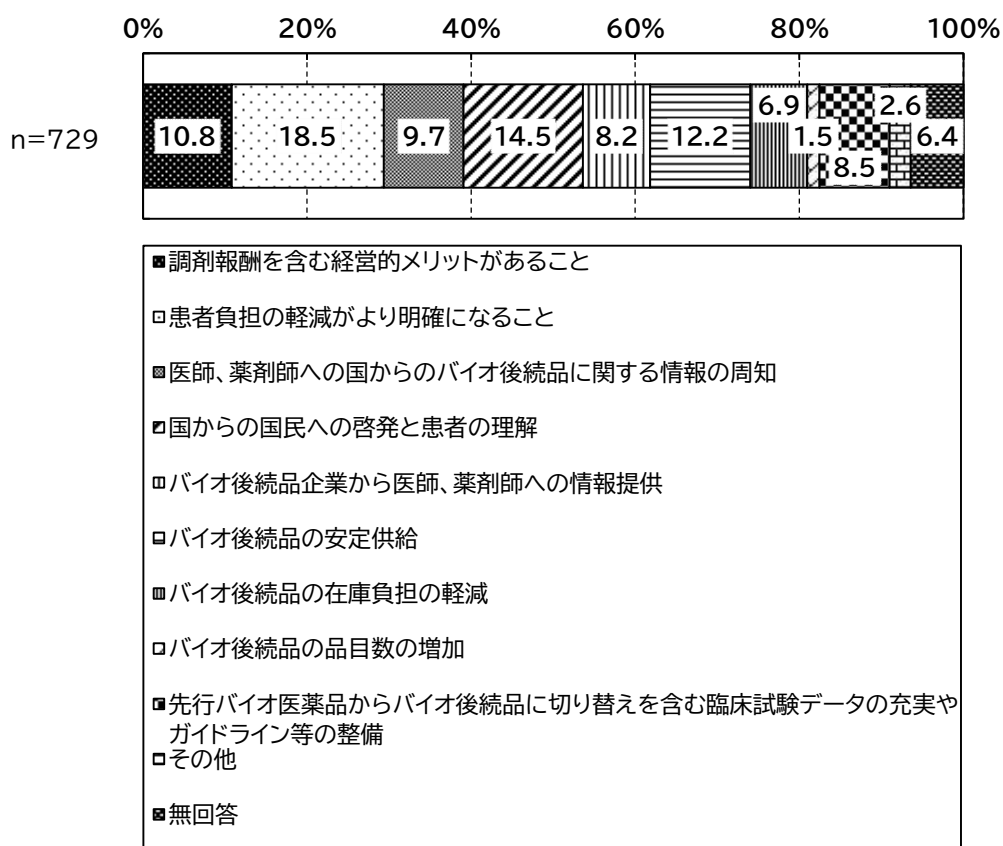 0% 20% 40% 60% 80% 100%
n=729
10.8 18.5 9.7 14.5 8.2 12.2 6.9 1.5 8.5 2.6 6.4
調剤報酬を含む経営的メリットがあること
患者負担の軽減がより明確になること
医師、薬剤師への国からのバイオ後続品に関する情報の周知
国からの国民への啓発と患者の理解
バイオ後続品企業から医師、薬剤師への情報提供
バイオ後続品の安定供給
バイオ後続品の在庫負担の軽減
バイオ後続品の品目数の増加
先行バイオ医薬品からバイオ後続品に切り替えを含む臨床試験データの充実や
ガイドライン等の整備
その他
無回答